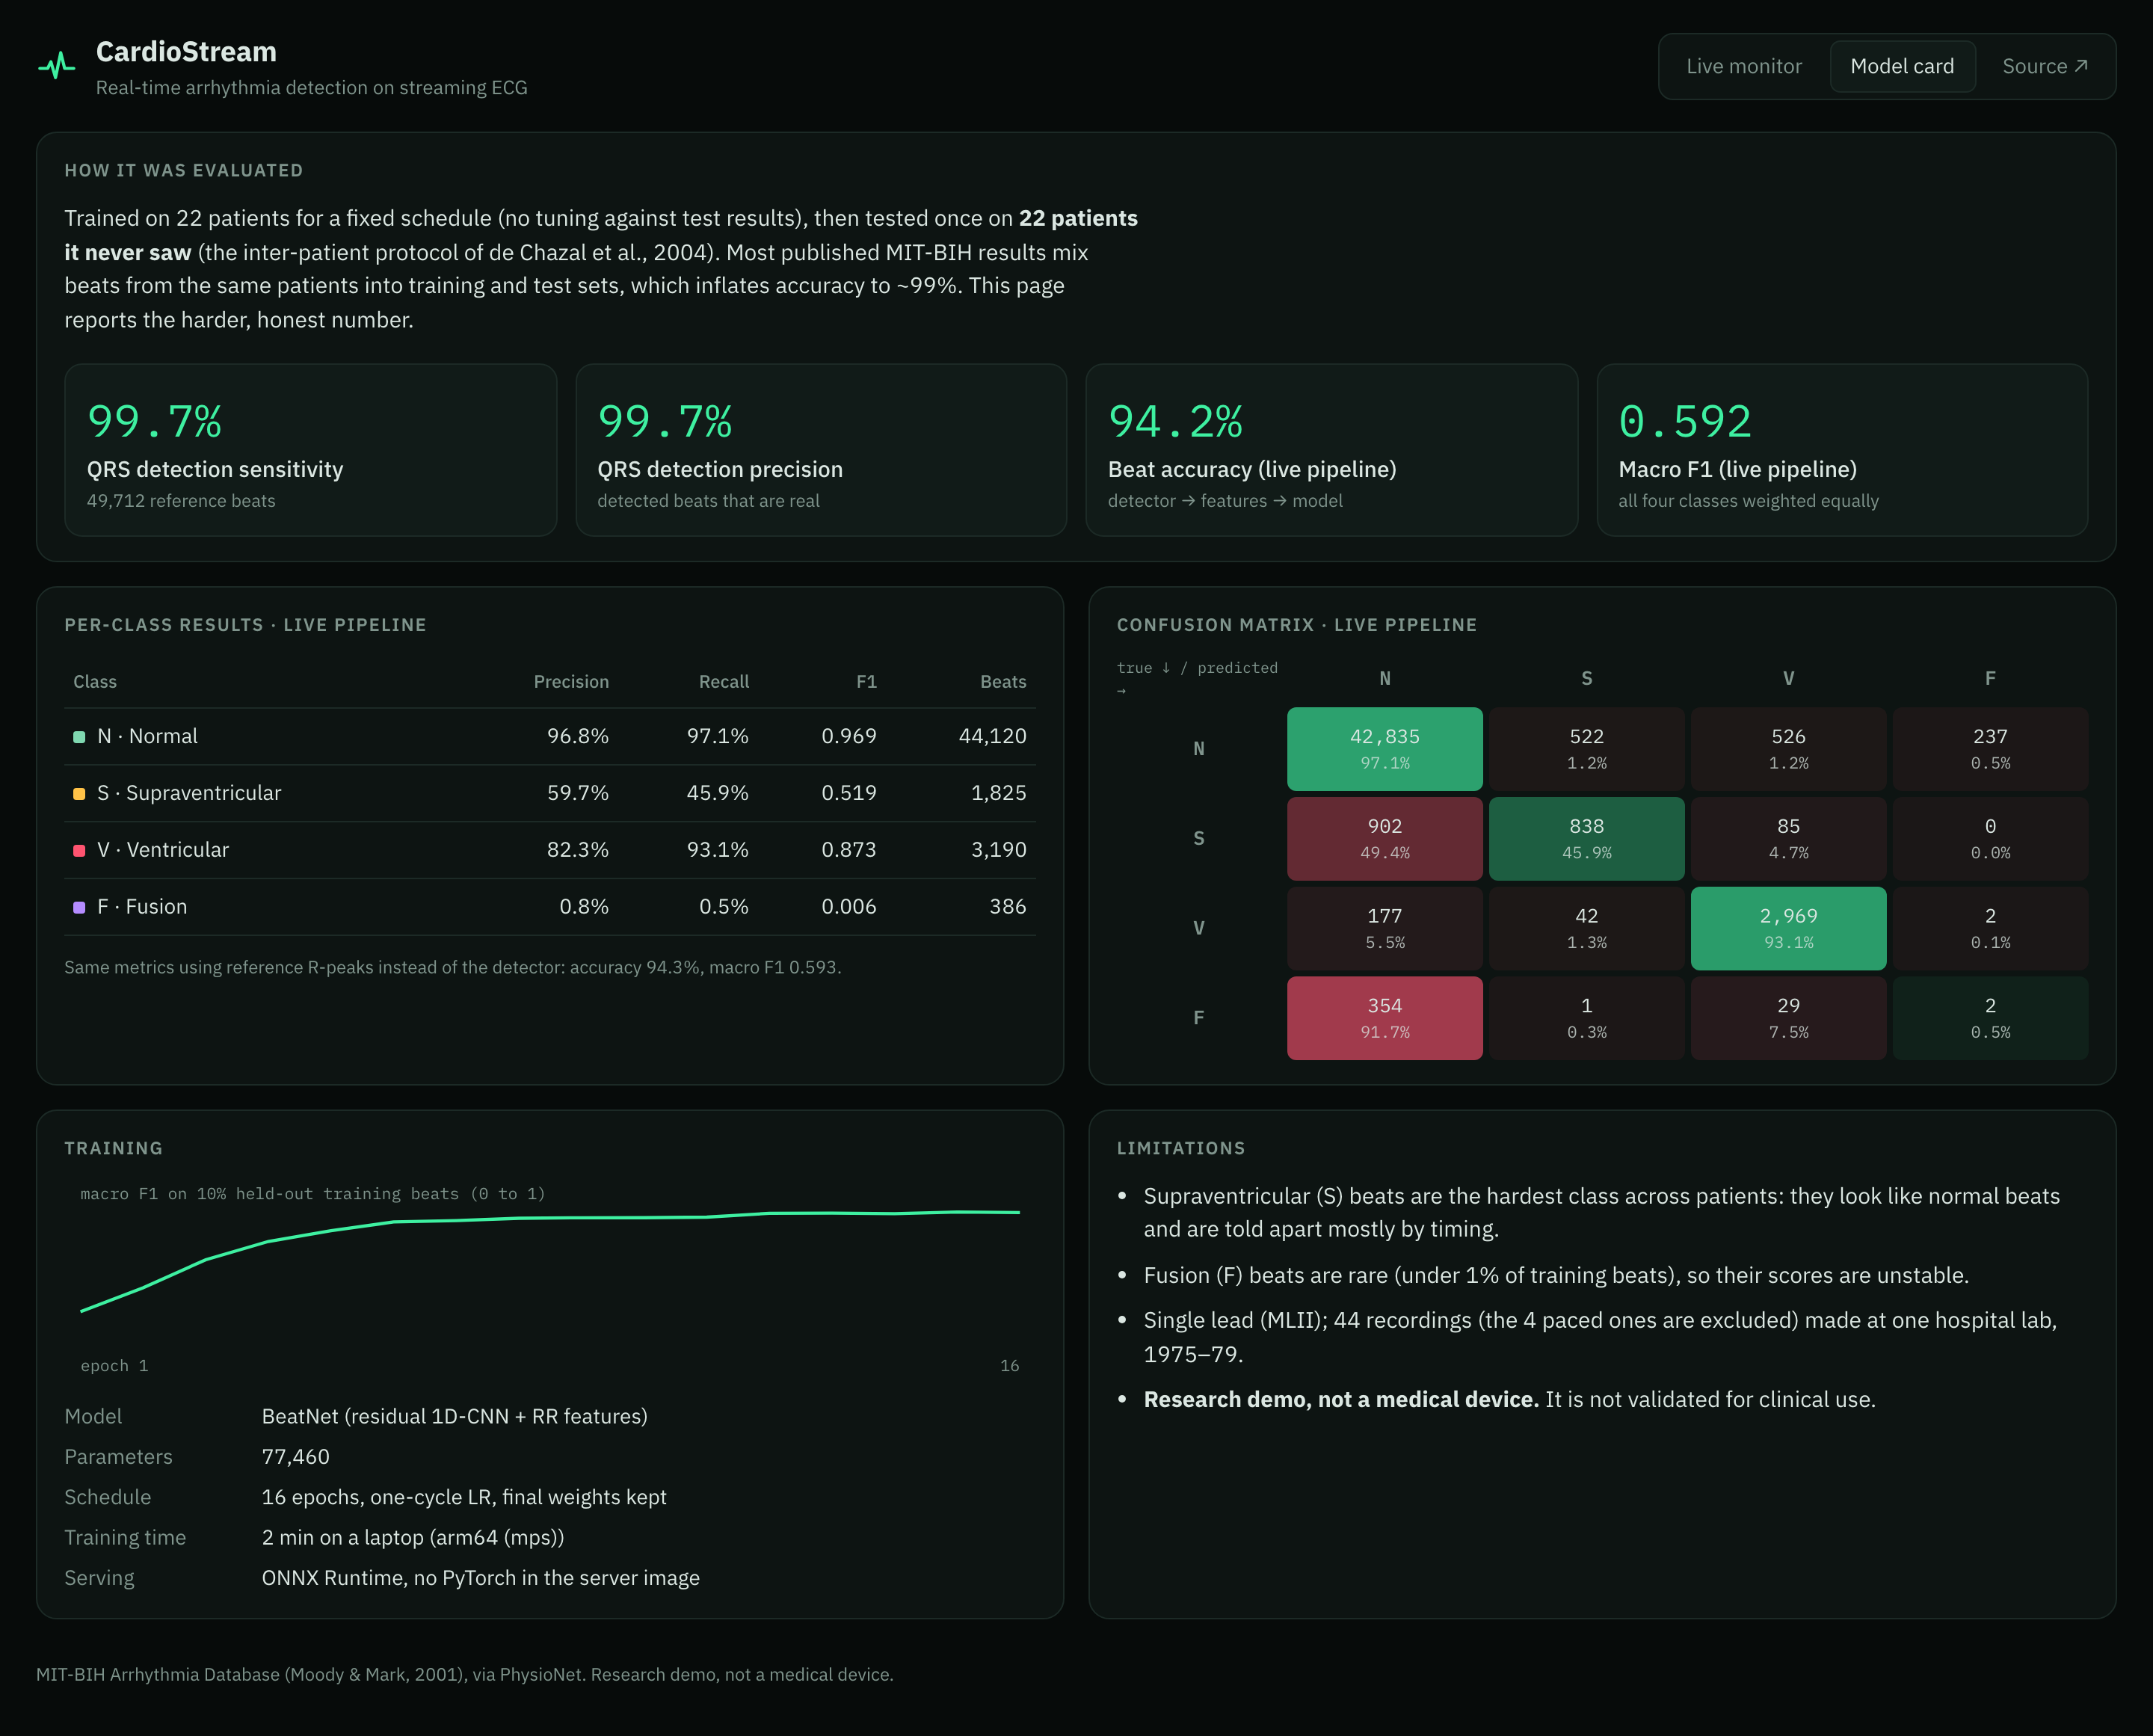 CardioStream
Real-time arrhythmia detection on streaming ECG
Live monitor
Model card
Source ↗
HOW IT WAS EVALUATED
Trained on 22 patients for a fixed schedule (no tuning against test results), then tested once on 22 patients
it never saw (the inter-patient protocol of de Chazal et al., 2004). Most published MIT-BIH results mix
beats from the same patients into training and test sets, which inflates accuracy to ~99%. This page
reports the harder, honest number.
99.7%
QRS detection sensitivity
49,712 reference beats
99.7%
QRS detection precision
detected beats that are real
94.2%
Beat accuracy (live pipeline)
detector → features → model
0.592
Macro F1 (live pipeline)
all four classes weighted equally
PER-CLASS RESULTS · LIVE PIPELINE
Class Precision Recall F1 Beats
N · Normal 96.8% 97.1% 0.969 44,120
S · Supraventricular 59.7% 45.9% 0.519 1,825
V · Ventricular 82.3% 93.1% 0.873 3,190
F · Fusion 0.8% 0.5% 0.006 386
Same metrics using reference R-peaks instead of the detector: accuracy 94.3%, macro F1 0.593.
CONFUSION MATRIX · LIVE PIPELINE
true ↓ / predicted
→
N S V F
N
42,835 522 526 237
97.1% 1.2% 1.2% 0.5%
S
902 838 85 0
49.4% 45.9% 4.7% 0.0%
V
177 42 2,969 2
5.5% 1.3% 93.1% 0.1%
F
354 1 29 2
91.7% 0.3% 7.5% 0.5%
TRAINING
macro F1 on 10% held-out training beats (0 to 1)
epoch 1 16
Model BeatNet (residual 1D-CNN + RR features)
Parameters 77,460
Schedule 16 epochs, one-cycle LR, final weights kept
Training time 2 min on a laptop (arm64 (mps))
Serving ONNX Runtime, no PyTorch in the server image
LIMITATIONS
• Supraventricular (S) beats are the hardest class across patients: they look like normal beats
and are told apart mostly by timing.
• Fusion (F) beats are rare (under 1% of training beats), so their scores are unstable.
• Single lead (MLII); 44 recordings (the 4 paced ones are excluded) made at one hospital lab,
1975–79.
• Research demo, not a medical device. It is not validated for clinical use.
MIT-BIH Arrhythmia Database (Moody & Mark, 2001), via PhysioNet. Research demo, not a medical device.